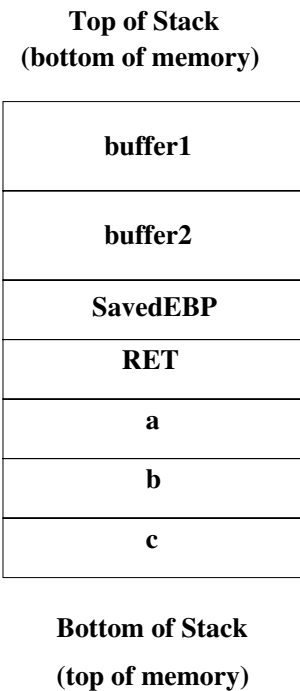 Top of Stack
(bottom of memory)
buffer1
buffer2
SavedEBP
RET
a
b
c
Bottom of Stack
(top of memory)